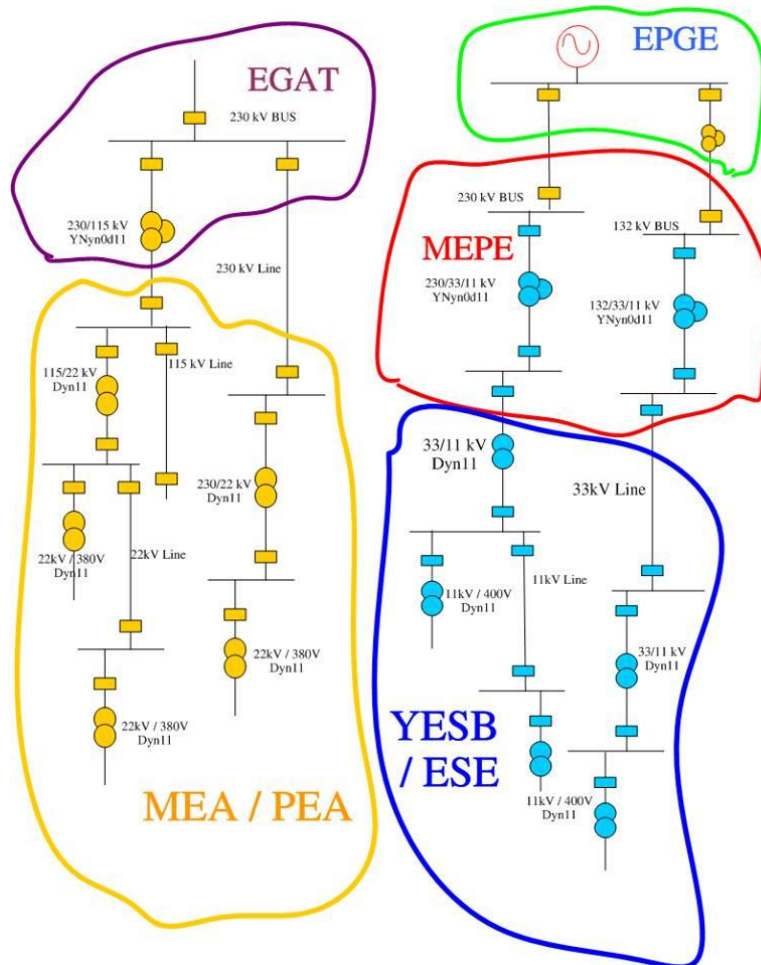 EGAT
230 kV BUS
230/115 kV
YNyn0d11
230 kV Line
115 kV Line
115/22 kV
Dyn11
230/22 kV
Dyn11
22kV / 380V
Dyn11
22kV Line
22kV / 380V
Dyn11
22kV / 380V
Dyn11
MEA / PEA
EPGE
230 kV BUS
132 kV BUS
MEPE
230/33/11 kV
YNyn0d11
132/33/11 kV
YNyn0d11
33/11 kV
Dyn11
33kV Line
11kV / 400V
Dyn11
11kV Line
33/11 kV
Dyn11
YESB
/ ESE
11kV / 400V
Dyn11